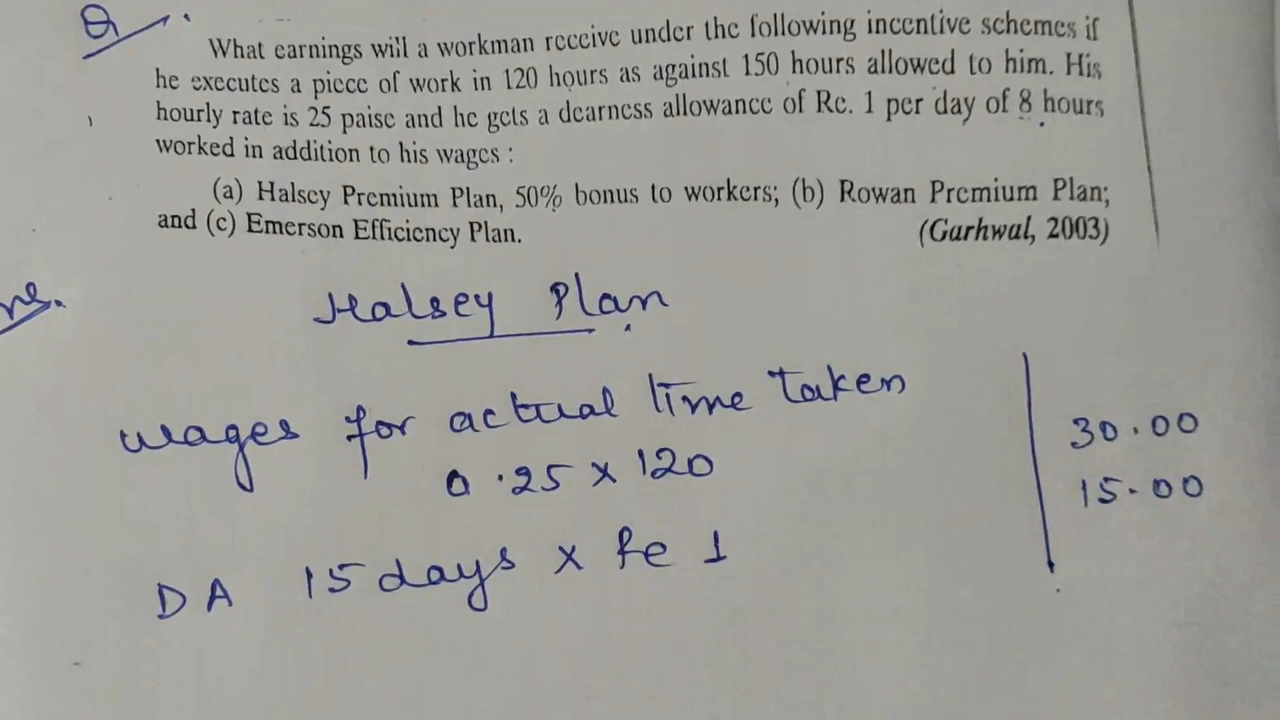 Q
What earnings will a workman receive under the following incentive schemes if
he executes a piece of work in 120 hours as against 150 hours allowed to him. His
hourly rate is 25 paise and he gets a dearness allowance of Re. 1 per day of 8 hours
worked in addition to his wages :
(a) Halsey Premium Plan, 50% bonus to workers; (b) Rowan Premium Plan;
and (c) Emerson Efficiency Plan.
(Garhwal, 2003)
ns.
Halsey Plan
wages for actual time taken
0.25 x 120
30.00
15.00
DA 15 days x Re 1